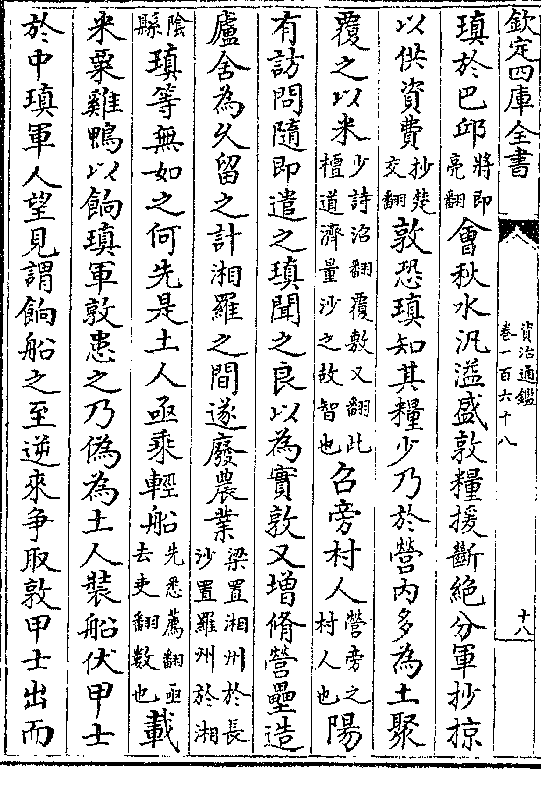 欽定四庫全書
資治通鑑
卷一百六十八
十八
瑱於巴邱將即亮翻會秋水汎溢盛敦糧援斷絶分軍抄掠
以供資費抄楚交翻敦恐瑱知其糧少乃於營内多為土聚
覆之以米少詩沼翻覆敷又翻此檀道濟量沙之故智也召旁村人營旁之村人也陽
有訪問隨即遣之瑱聞之良以為實敦又增脩營壘造
廬舍為久留之計湘羅之間遂廢農業梁置湘州於長沙置羅州於湘
陰縣瑱等無如之何先是土人亟乘輕船先悉薦翻亟去吏翻數也載
米粟雞鴨以餉瑱軍敦患之乃偽為土人裝船伏甲士
於中瑱軍人望見謂餉船之至逆來爭取敦甲士出而